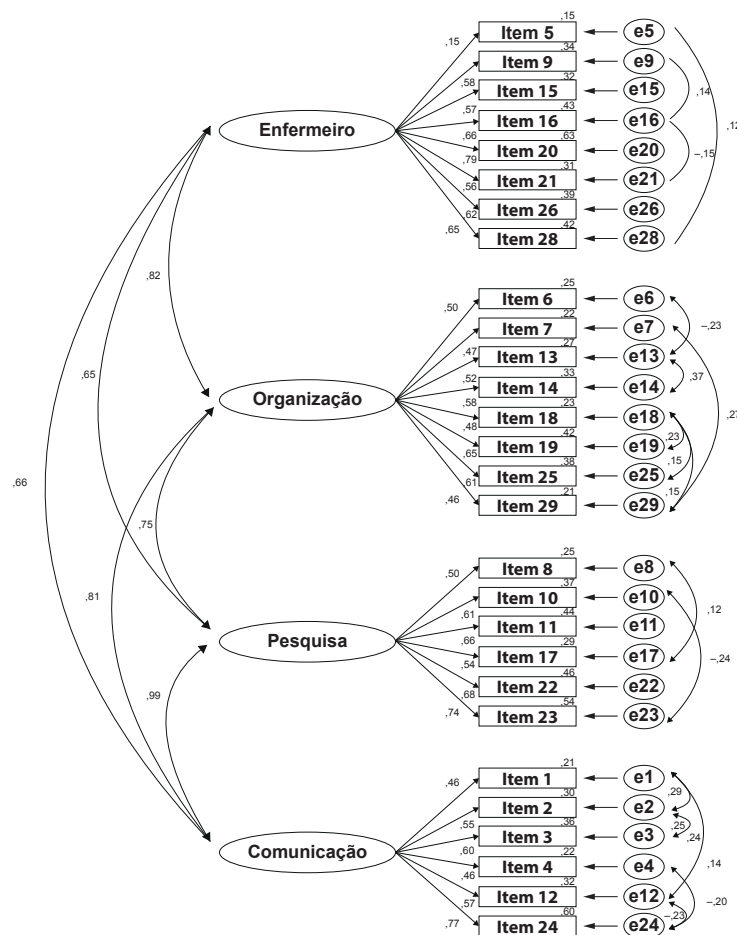 ,15
,15
Item 5
e5
,34
Item 9
e9
,58
,32
Item 15
e15
,14
,57
,43
Item 16
e16
,12
,66
,63
Item 20
e20
-,15
,79
,31
Item 21
e21
,56
,39
Item 26
e26
,62
,42
Item 28
e28
,65
Enfermeiro
,82
,65
,66
,25
,50
Item 6
e6
-,23
,22
Item 7
e7
,47
,27
Item 13
e13
,37
,52
,33
Item 14
e14
,58
,23
Item 18
e18
,27
,48
,42
Item 19
e19
,23
,65
,38
Item 25
e25
,15
,61
,21
Item 29
e29
,15
,46
Organização
,75
,81
,25
,50
Item 8
e8
,37
Item 10
e10
,12
,61
,44
Item 11
e11
,66
,29
Item 17
e17
-,24
,54
,46
Item 22
e22
,68
,54
Item 23
e23
,74
Pesquisa
,99
,21
,46
Item 1
e1
,29
,30
Item 2
e2
,55
,36
Item 3
e3
,25
,24
,60
,22
Item 4
e4
,14
,46
,32
Item 12
e12
-,20
,57
,60
Item 24
e24
-,23
,77
Comunicação